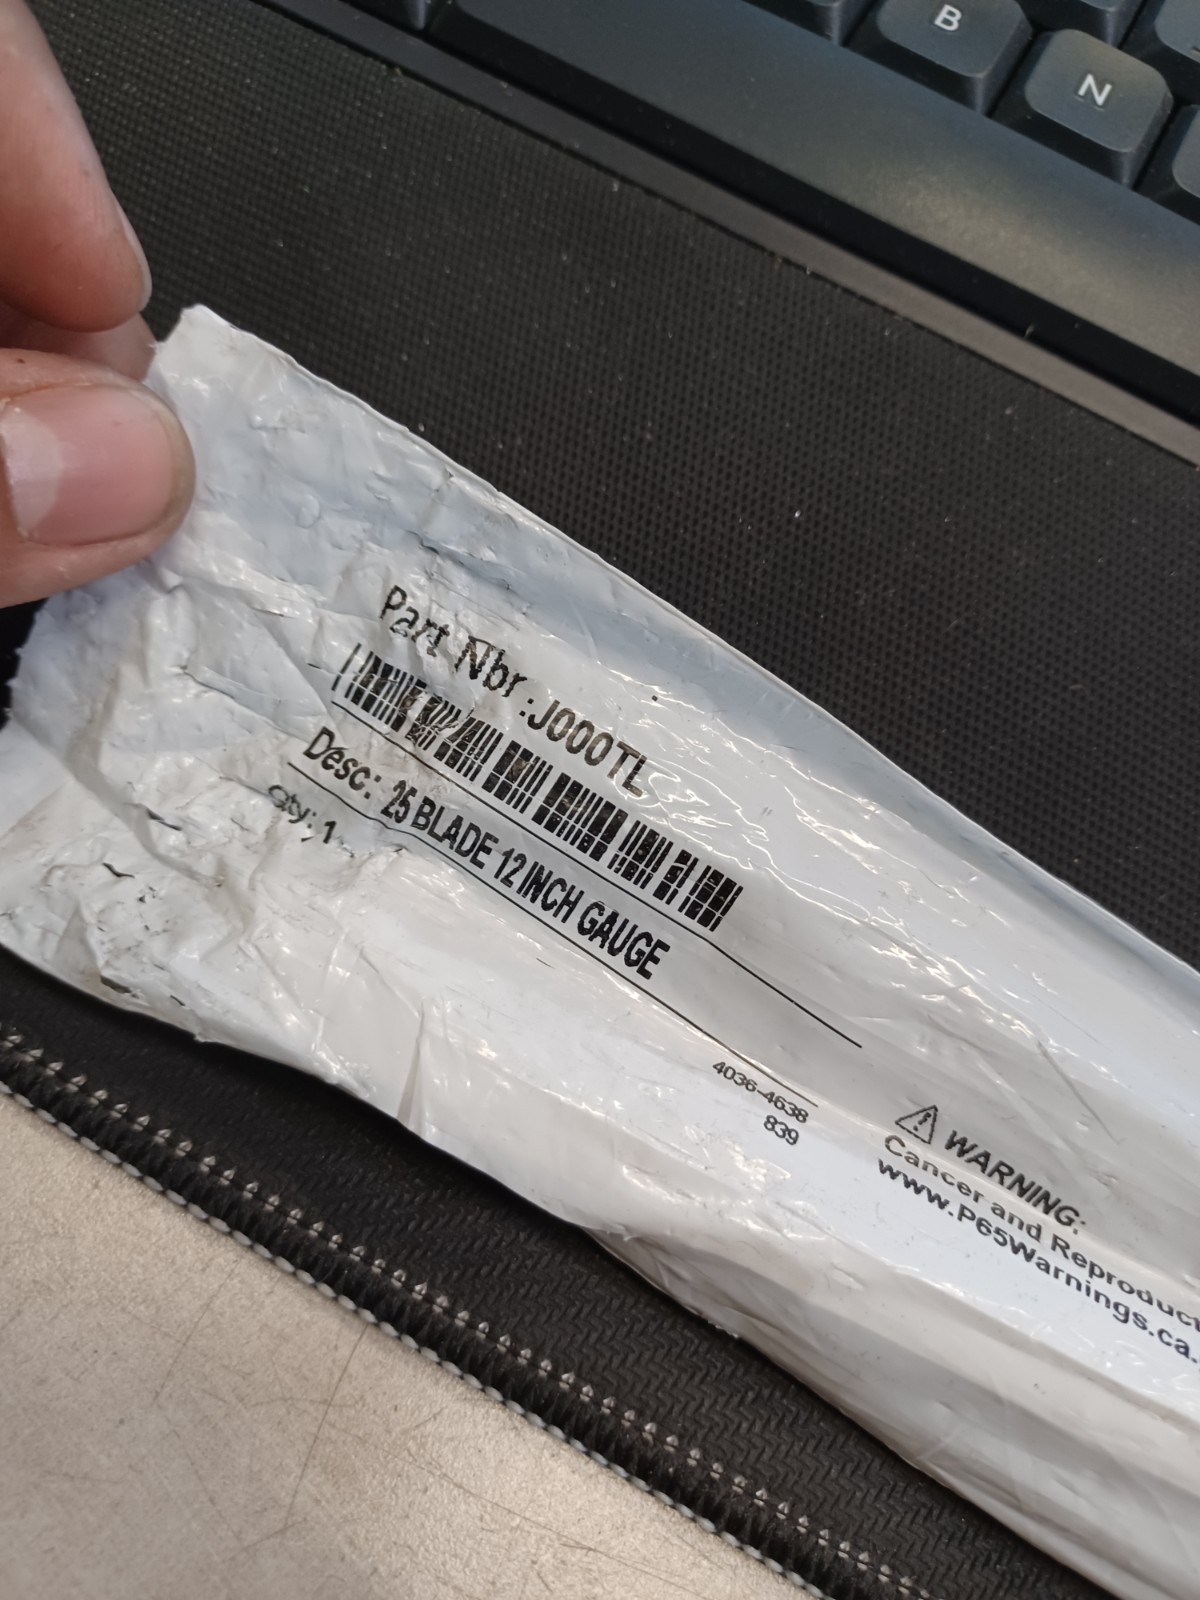 B
N
Part Nbr.:J000TL
Desc: 25 BLADE 12 INCH GAUGE
qty: 1
4036-4638
839
WARNING:
Cancer and Reproduct
www.P65Warnings.ca.